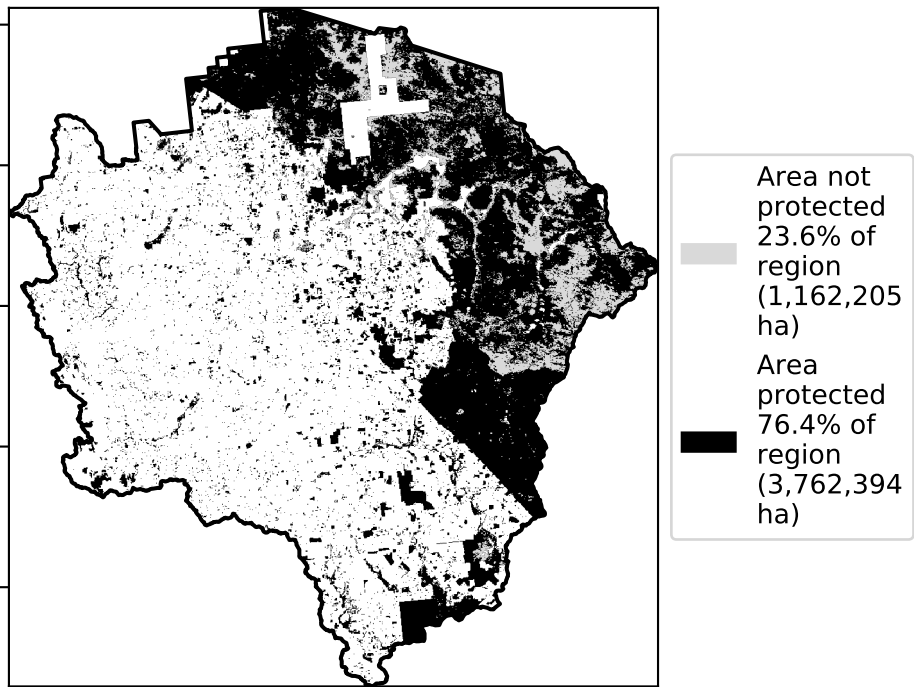 Area not
protected
23.6% of
region
(1,162,205
ha)
Area
protected
76.4% of
region
(3,762,394
ha)